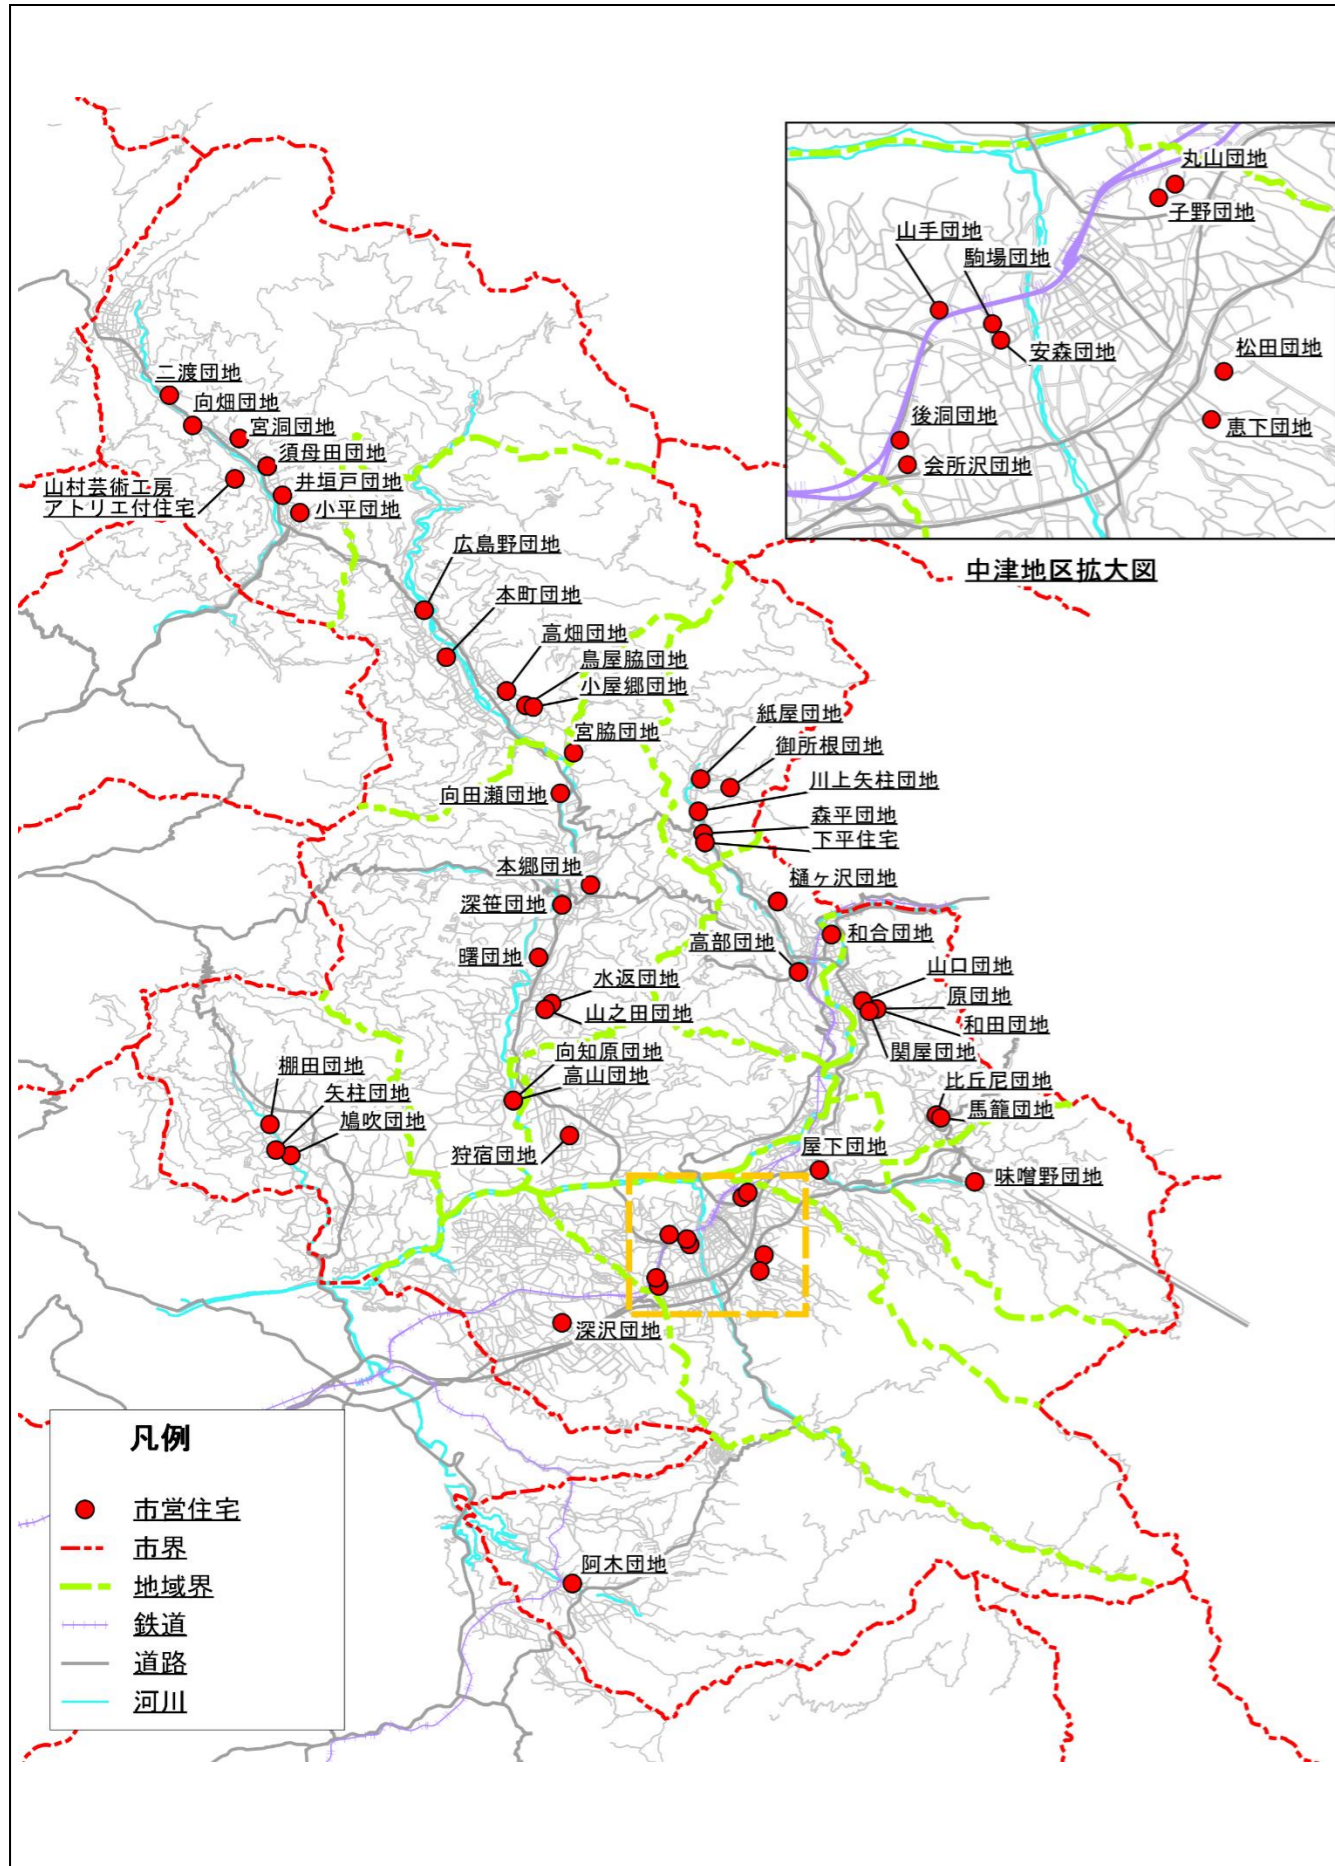 丸山団地
子野団地
山手団地
駒場団地
安森団地
松田団地
後洞団地
恵下団地
会所沢団地
中津地区拡大図
二渡団地
向畑団地
宮洞団地
須母田団地
山村芸術工房
アトリエ付住宅
井垣戸団地
小平団地
広島野団地
本町団地
高畑団地
鳥屋脇団地
小屋郷団地
宮脇団地
向田瀬団地
紙屋団地
御所根団地
川上矢柱団地
森平団地
下平住宅
本郷団地
深笹団地
樋ヶ沢団地
和合団地
高部団地
曙団地
水返団地
山之田団地
山口団地
原団地
和田団地
関屋団地
向知原団地
高山団地
比丘尼団地
馬籠団地
棚田団地
矢柱団地
鳩吹団地
狩宿団地
屋下団地
味噌野団地
深沢団地
阿木団地
凡例
市営住宅
市界
地域界
鉄道
道路
河川